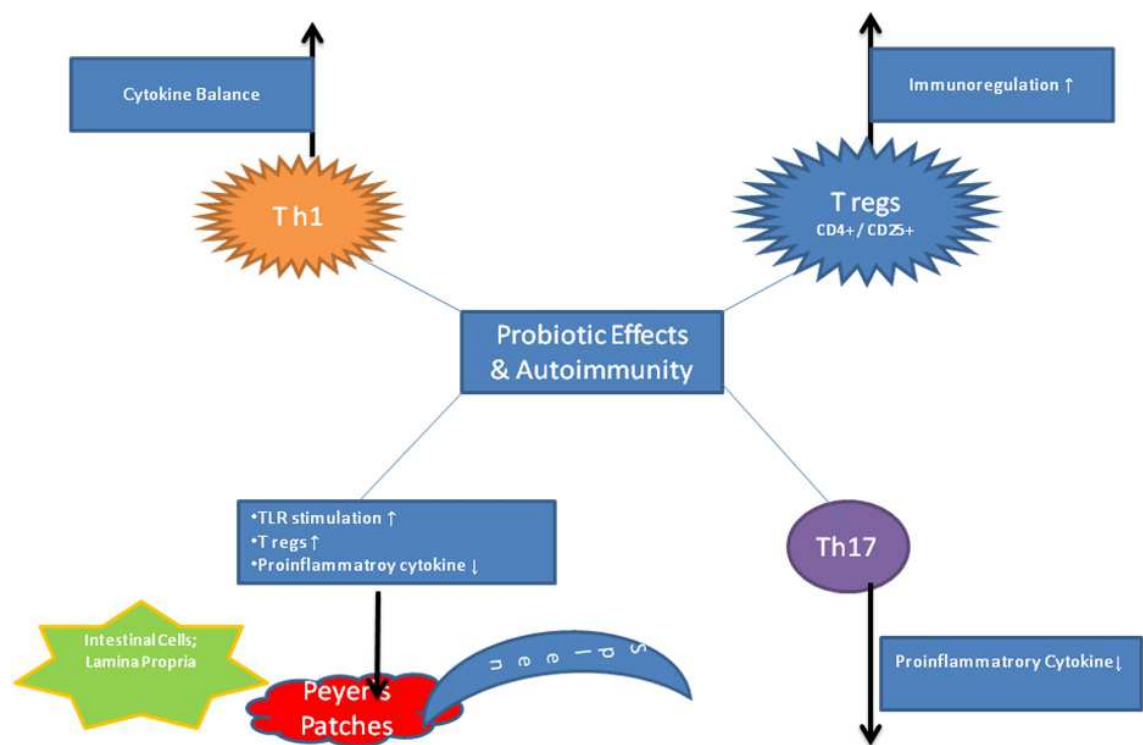 Cytokine Balance
Immunoregulation ↑
T h1
T regs
CD4+ / CD25+
Probiotic Effects
& Autoimmunity
•TLR stimulation ↑
•T regs ↑
•Proinflammatroy cytokine ↓
Th17
Intestinal Cells;
Lamina Propria
Spleen
Proinflammatrory Cytokine↓
Peyer's
Patches